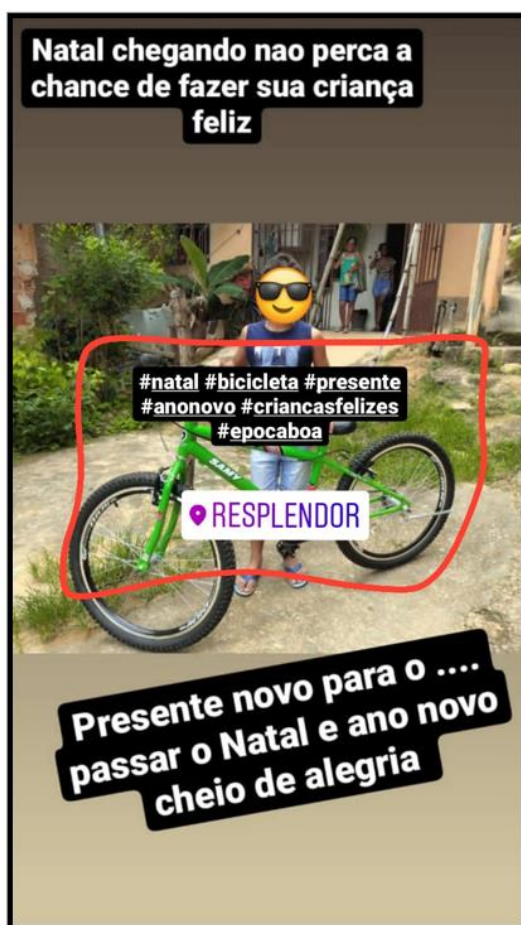 Natal chegando nao perca a
chance de fazer sua criança
feliz
#natal #bicicleta #presente
#anonovo #criancasfelizes
#epocaboa
SAMY
RESPLENDOR
Presente novo para o ....
passar o Natal e ano novo
cheio de alegria